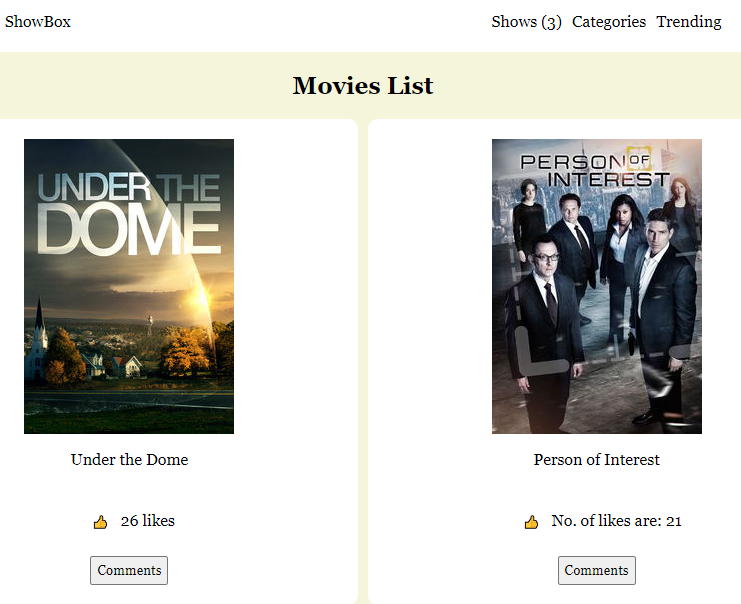 ShowBox
Shows (3) Categories Trending
Movies List
UNDER THE
DOME
Under the Dome
26 likes
Comments
PERSON OF
INTEREST
Person of Interest
No. of likes are: 21
Comments